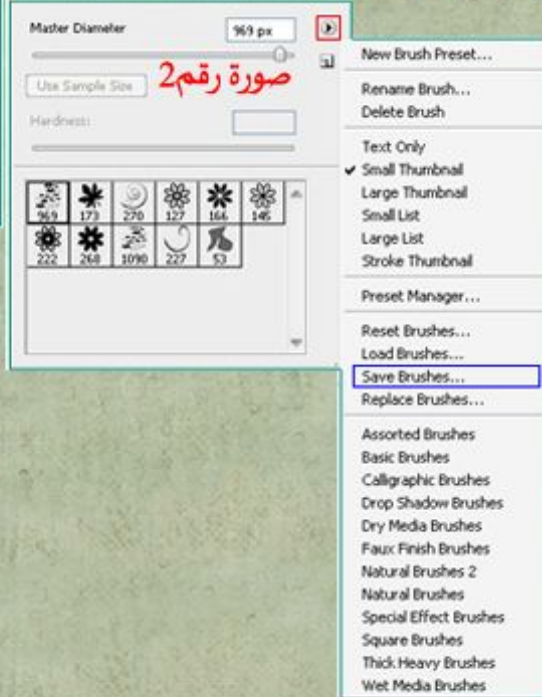 Master Diameter
969 px
Use Sample Size
صورة رقم2
Hardness:
969 173 270 127 166 145
222 268 1090 227 53
New Brush Preset...
Rename Brush...
Delete Brush
Text Only
Small Thumbnail
Large Thumbnail
Small List
Large List
Stroke Thumbnail
Preset Manager...
Reset Brushes...
Load Brushes...
Save Brushes...
Replace Brushes...
Assorted Brushes
Basic Brushes
Calligraphic Brushes
Drop Shadow Brushes
Dry Media Brushes
Faux Finish Brushes
Natural Brushes 2
Natural Brushes
Special Effect Brushes
Square Brushes
Thick Heavy Brushes
Wet Media Brushes